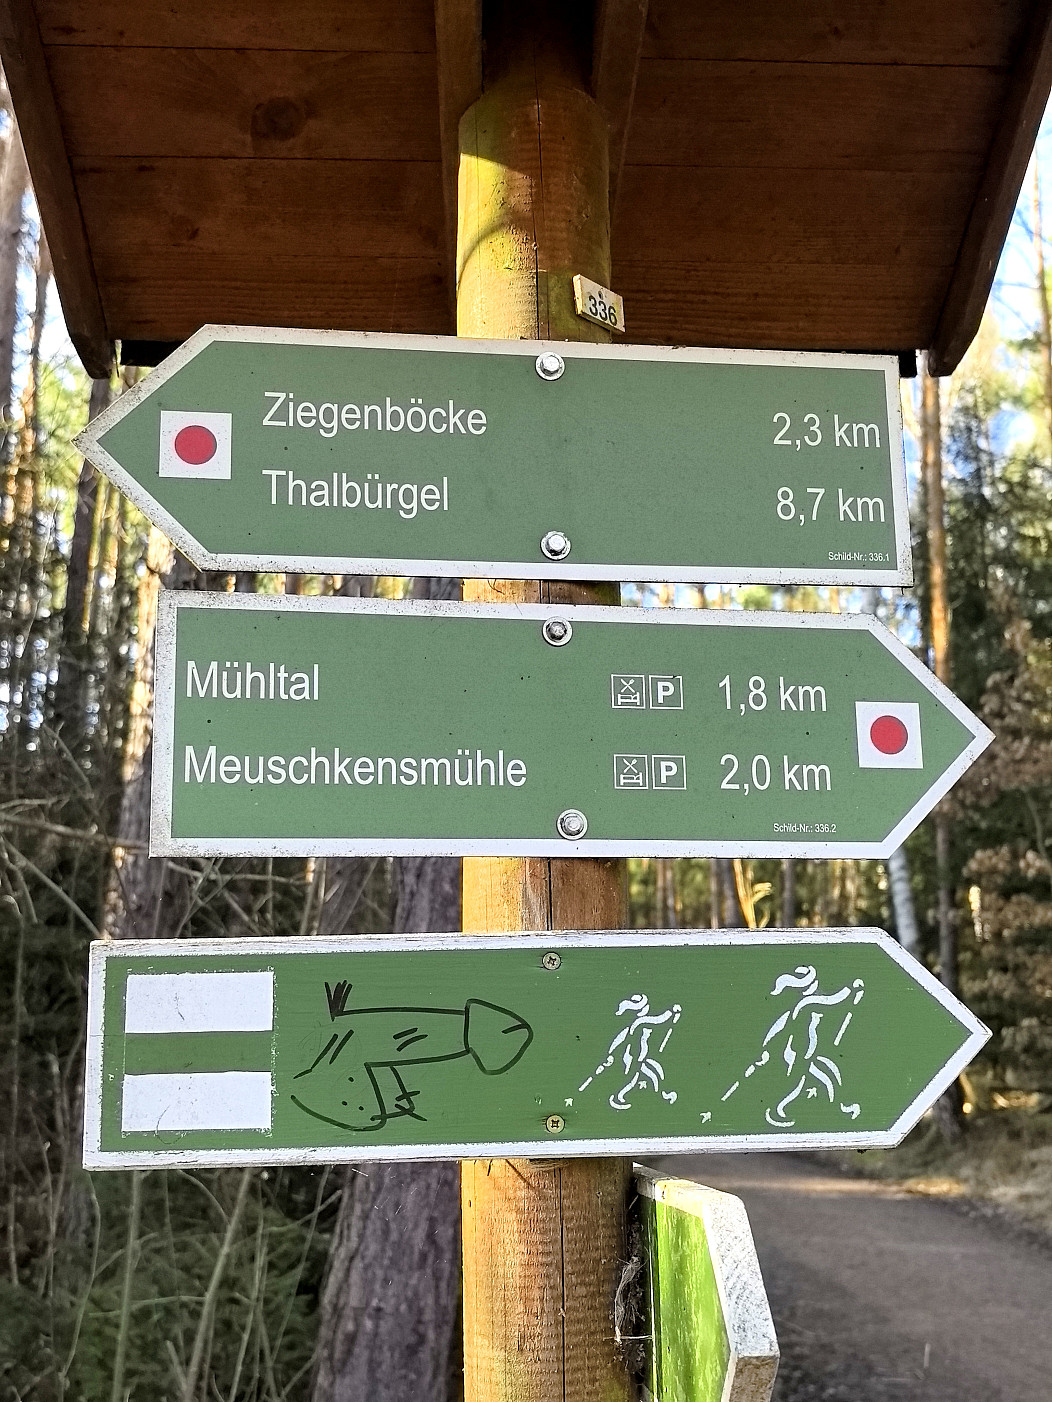 336
Ziegenböcke 2,3 km
Thalbürgel 8,7 km
Schild-Nr.: 336.1
Mühltal P 1,8 km
Meuschkensmühle P 2,0 km
Schild-Nr.: 336.2